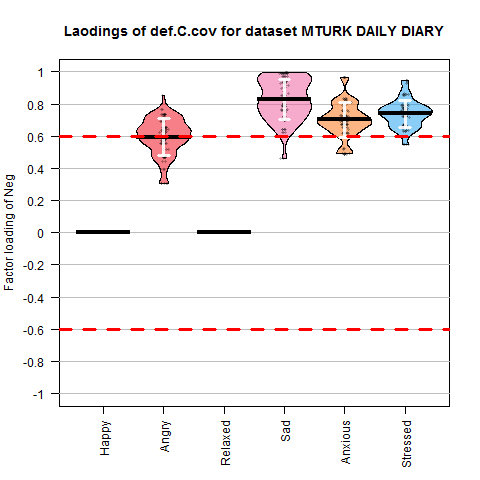 Laodings of def.C.cov for dataset MTURK DAILY DIARY
Factor loading of Neg
1
0.8
0.6
0.4
0.2
0
-0.2
-0.4
-0.6
-0.8
-1
Happy
Angry
Relaxed
Sad
Anxious
Stressed